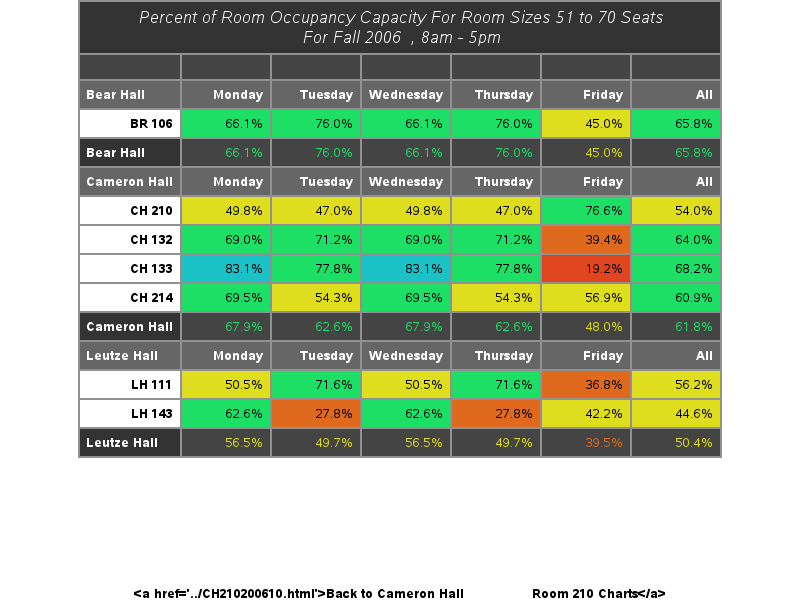 Percent of Room Occupancy Capacity For Room Sizes 51 to 70 Seats
For Fall 2006 , 8am - 5pm
Bear Hall Monday Tuesday Wednesday Thursday Friday All
BR 106 66.1% 76.0% 66.1% 76.0% 45.0% 65.8%
Bear Hall 66.1% 76.0% 66.1% 76.0% 45.0% 65.8%
Cameron Hall Monday Tuesday Wednesday Thursday Friday All
CH 210 49.8% 47.0% 49.8% 47.0% 76.6% 54.0%
CH 132 69.0% 71.2% 69.0% 71.2% 39.4% 64.0%
CH 133 83.1% 77.8% 83.1% 77.8% 19.2% 68.2%
CH 214 69.5% 54.3% 69.5% 54.3% 56.9% 60.9%
Cameron Hall 67.9% 62.6% 67.9% 62.6% 48.0% 61.8%
Leutze Hall Monday Tuesday Wednesday Thursday Friday All
LH 111 50.5% 71.6% 50.5% 71.6% 36.8% 56.2%
LH 143 62.6% 27.8% 62.6% 27.8% 42.2% 44.6%
Leutze Hall 56.5% 49.7% 56.5% 49.7% 39.5% 50.4%
<a href='../CH210200610.html'>Back to Cameron Hall Room 210 Charts</a>